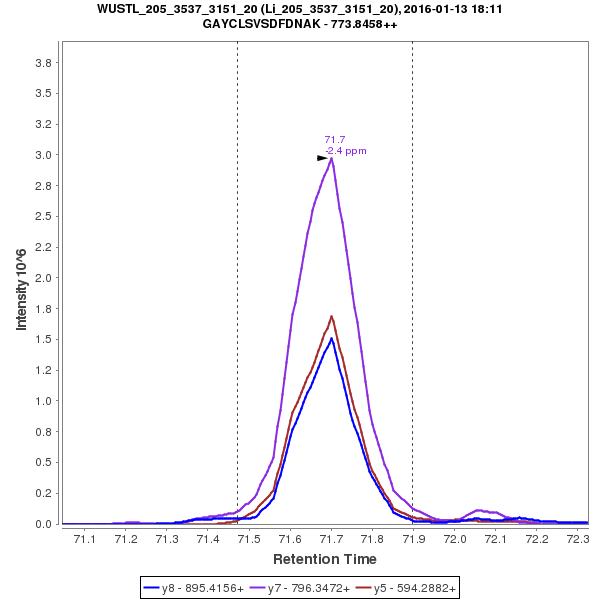 WUSTL_205_3537_3151_20 (Li_205_3537_3151_20), 2016-01-13 18:11
GAYCLSVSDFDNAK - 773.8458++
3.8
3.5
3.2
3.0
2.8
2.5
2.2
2.0
1.8
1.5
1.2
1.0
0.8
0.5
0.2
0.0
Intensity 10^6
71.7
-2.4 ppm
71.1 71.2 71.3 71.4 71.5 71.6 71.7 71.8 71.9 72.0 72.1 72.2 72.3
Retention Time
y8 - 895.4156+ y7 - 796.3472+ y5 - 594.2882+